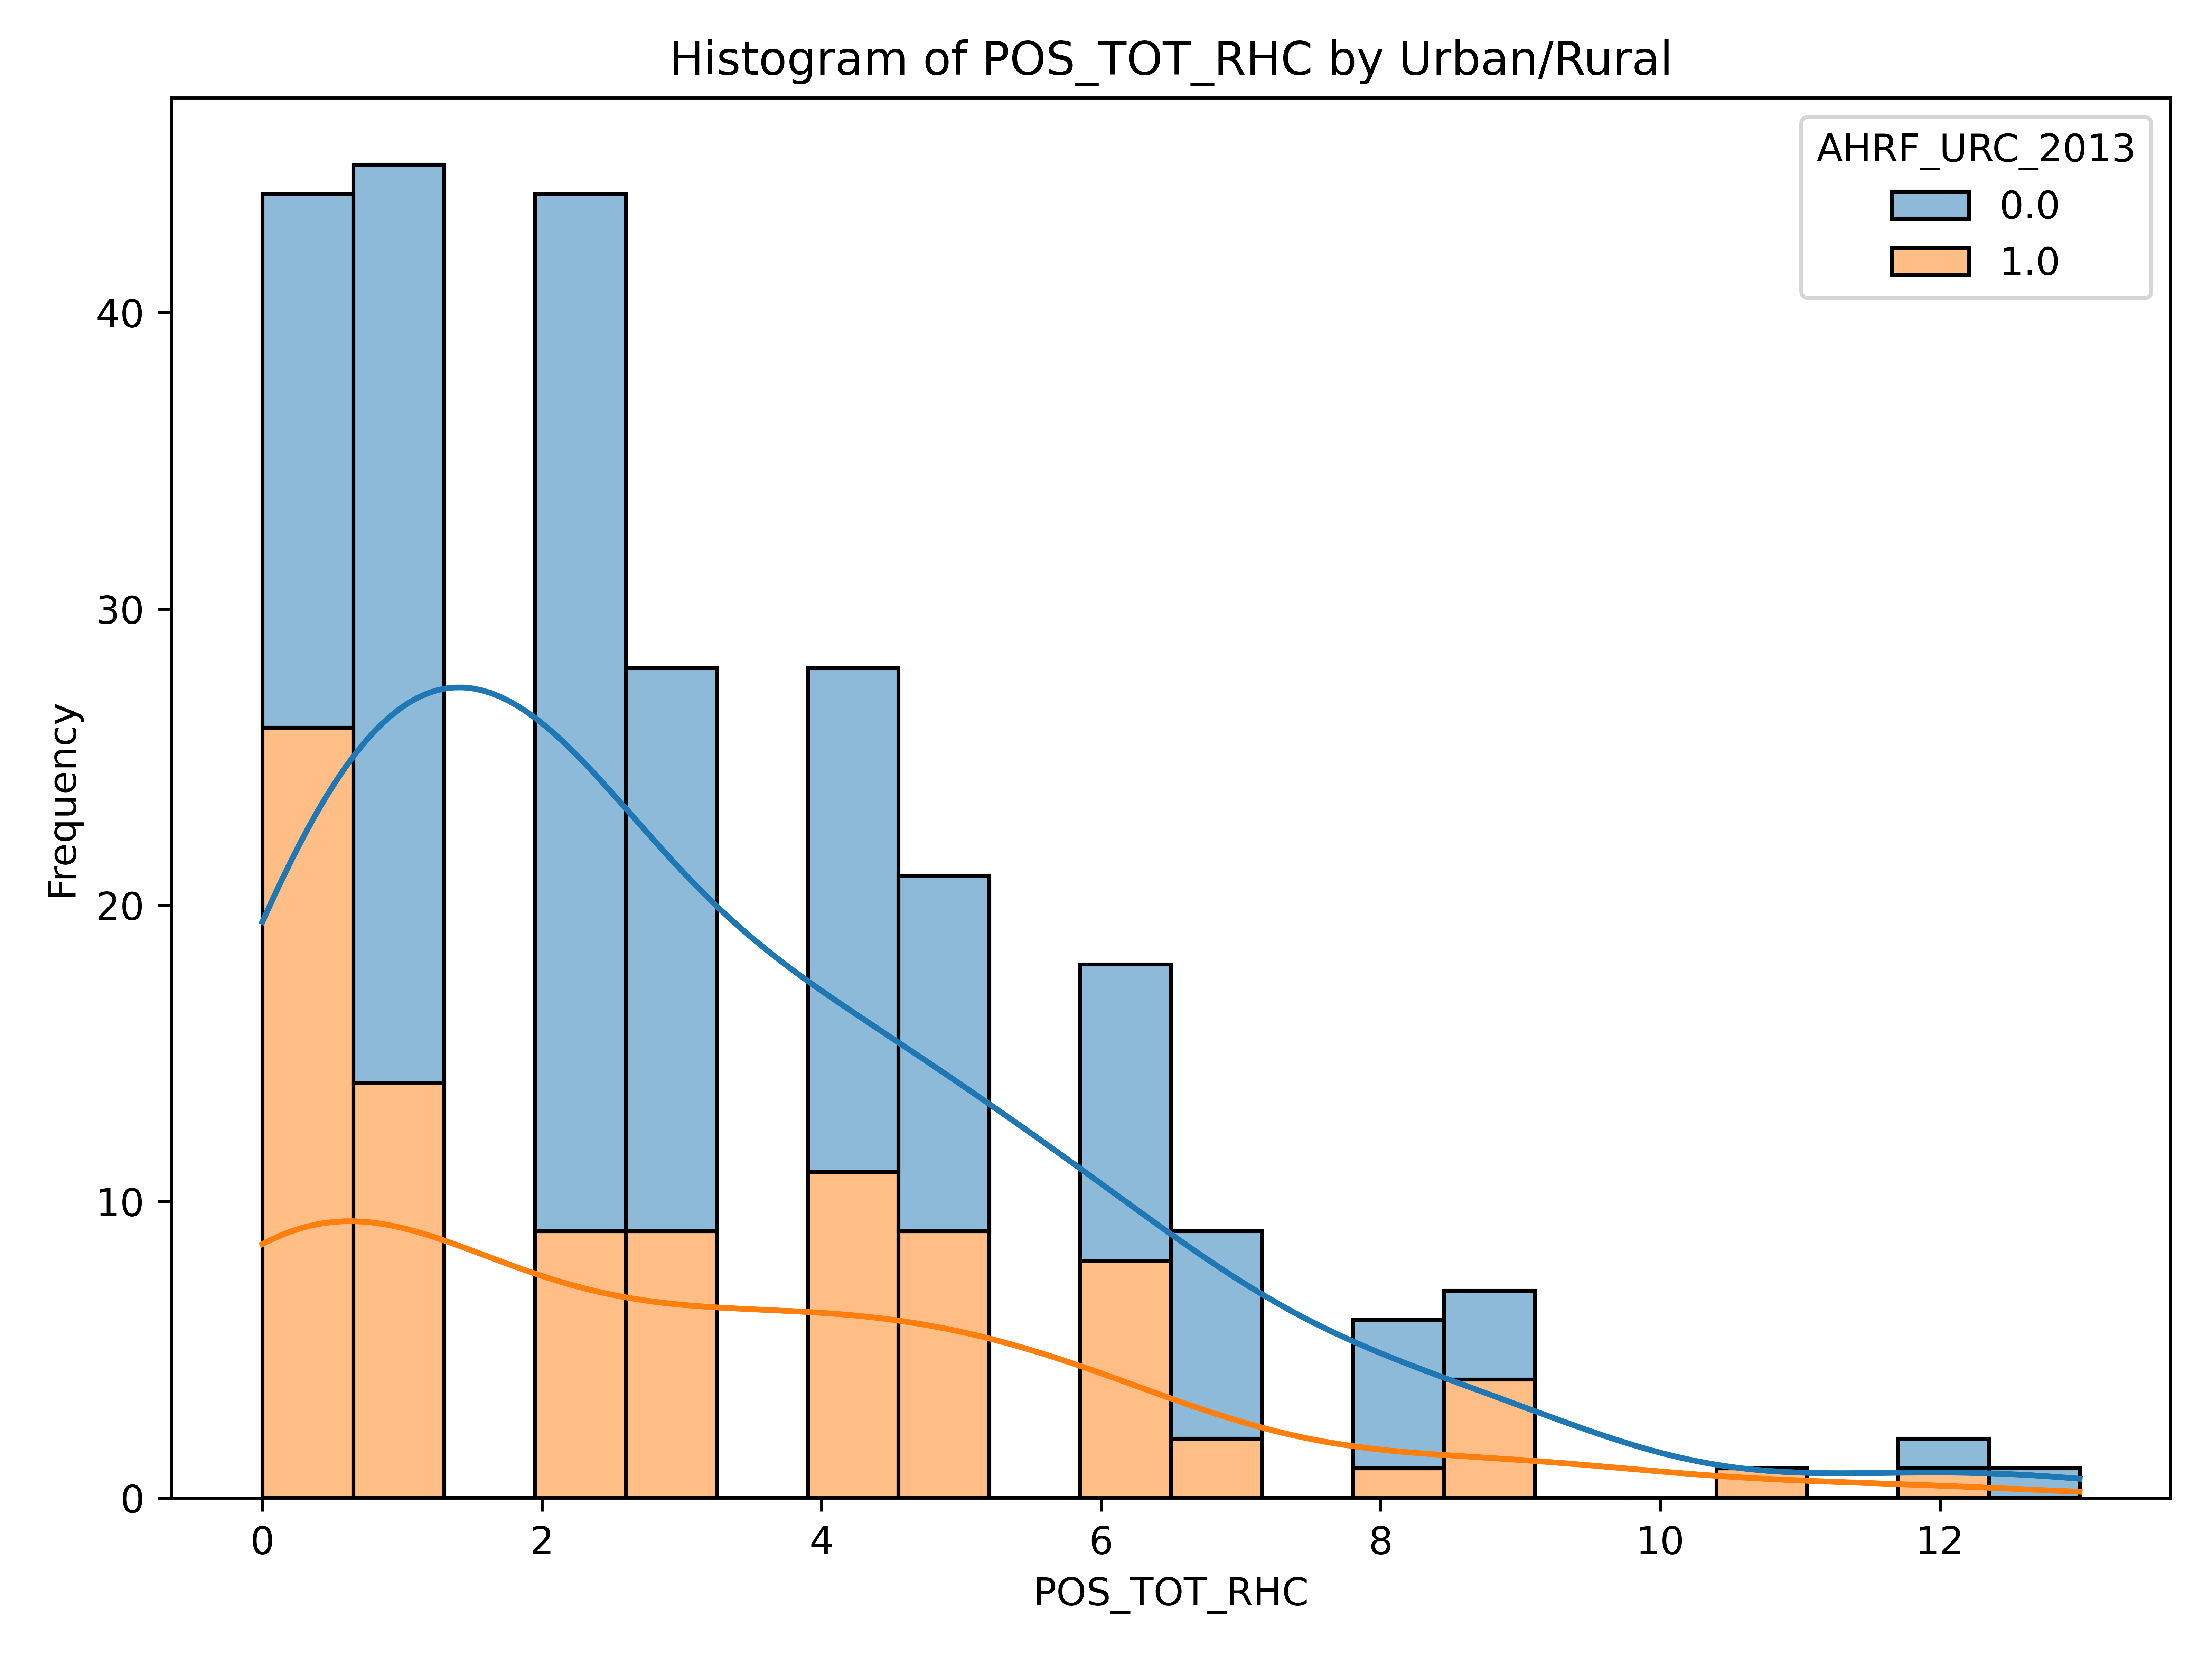 Histogram of POS_TOT_RHC by Urban/Rural
AHRF_URC_2013
0.0
1.0
Frequency
40
30
20
10
0
0 2 4 6 8 10 12
POS_TOT_RHC